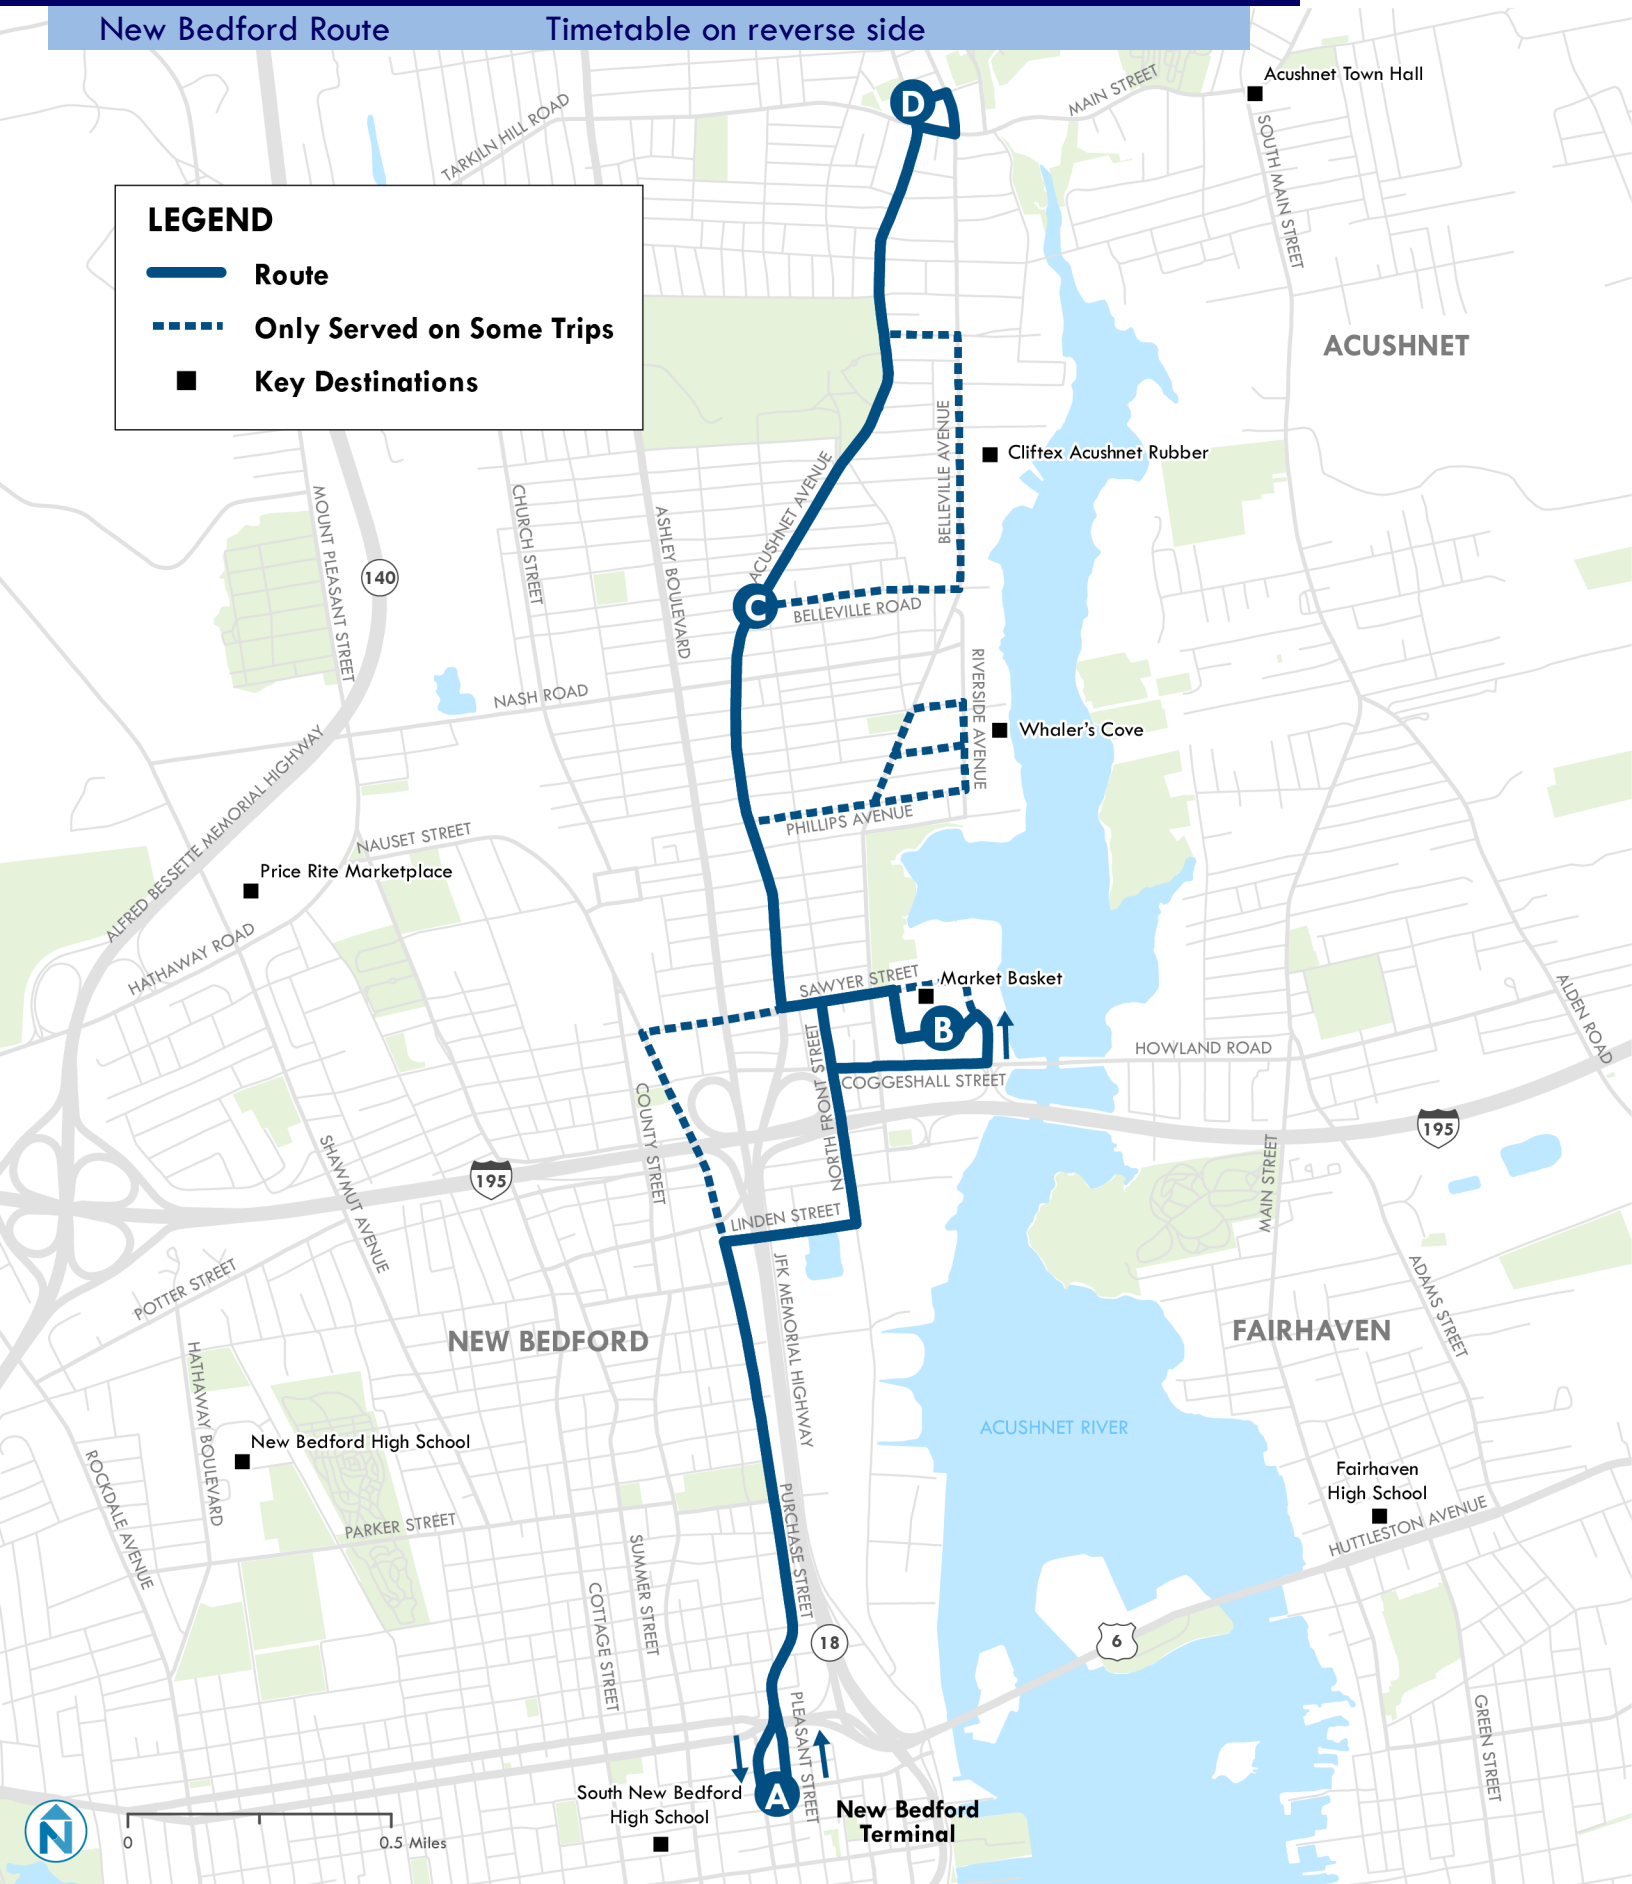 New Bedford Route
Timetable on reverse side
Acushnet Town Hall
MAIN STREET
D
TARKILN HILL ROAD
SOUTH MAIN STREET
LEGEND
Route
Only Served on Some Trips
Key Destinations
ACUSHNET
BELLEVILLE AVENUE
Cliftex Acushnet Rubber
ACUSHNET AVENUE
MOUNT PLEASANT STREET
CHURCH STREET
ASHLEY BOULEVARD
140
C
BELLEVILLE ROAD
RIVERSIDE AVENUE
NASH ROAD
Whaler's Cove
ALFRED BESSETTE MEMORIAL HIGHWAY
PHILLIPS AVENUE
NAUSET STREET
Price Rite Marketplace
HATHAWAY ROAD
SAWYER STREET
Market Basket
ALDEN ROAD
B
NORTH FRONT STREET
HOWLAND ROAD
COGGESHALL STREET
COUNTY STREET
195
195
SHAWMUT AVENUE
MAIN STREET
LINDEN STREET
POTTER STREET
JFK MEMORIAL HIGHWAY
ADAMS STREET
NEW BEDFORD
FAIRHAVEN
HATHAWAY BOULEVARD
ACUSHNET RIVER
New Bedford High School
ROCKDALE AVENUE
Fairhaven
High School
PURCHASE STREET
HUTTLESTON AVENUE
PARKER STREET
SUMMER STREET
COTTAGE STREET
18
6
PLEASANT STREET
GREEN STREET
South New Bedford
High School
A
New Bedford
Terminal
N
0
0.5 Miles